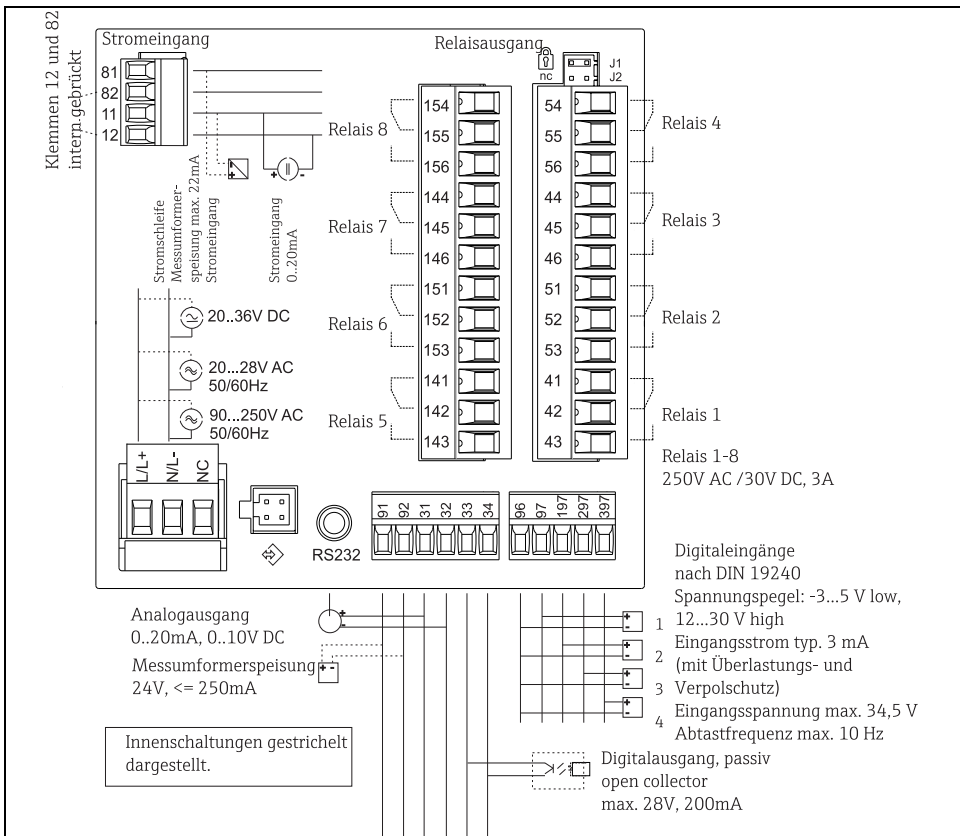 Klemmen 12 und 82
intern gebrückt
Stromeingang
81
82
11
12
Stromschleife
Messumformer-
speisung max. 22mA
Stromeingang
+
-
Stromeingang
0..20mA
Relaisausgang
nc
J1
J2
154
155
156
144
145
146
151
152
153
141
142
143
Relais 8
Relais 7
Relais 6
Relais 5
54
55
56
44
45
46
51
52
53
41
42
43
Relais 4
Relais 3
Relais 2
Relais 1
Relais 1-8
250V AC /30V DC, 3A
20..36V DC
20...28V AC
50/60Hz
90...250V AC
50/60Hz
L/L+
N/L-
NC
RS232
91
92
31
32
33
34
96
97
197
297
397
Analogausgang
0..20mA, 0..10V DC
+
-
Messumformerspeisung
24V, <= 250mA
+ -
Innenschaltungen gestrichelt
dargestellt.
Digitaleingänge
nach DIN 19240
Spannungspegel: -3...5 V low,
12...30 V high
Eingangsstrom typ. 3 mA
(mit Überlastungs- und
Verpolschutz)
Eingangsspannung max. 34,5 V
Abtastfrequenz max. 10 Hz
+
-
1
+
-
2
+
-
3
+
-
4
Digitalausgang, passiv
open collector
max. 28V, 200mA